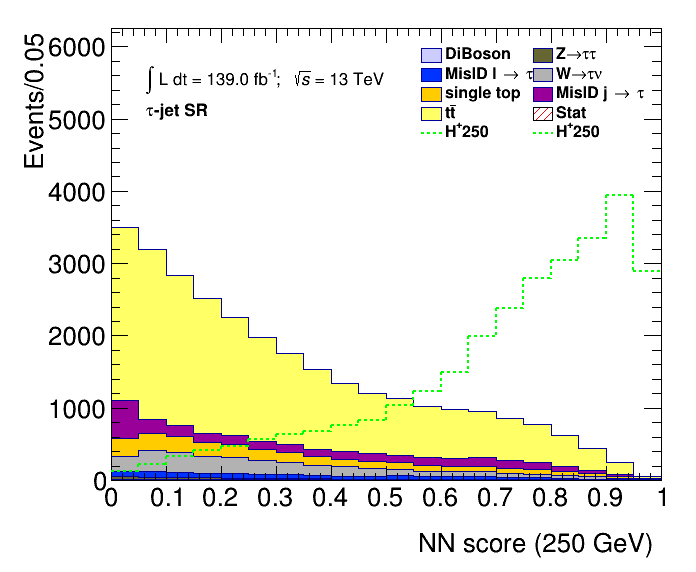 Events/0.05
6000
5000
4000
3000
2000
1000
0
∫ L dt = 139.0 fb⁻¹; √s = 13 TeV
τ-jet SR
DiBoson Z→ττ
MisID l → τ W→τν
single top MisID j → τ
tt̄ Stat
H⁺250 H⁺250
0 0.1 0.2 0.3 0.4 0.5 0.6 0.7 0.8 0.9 1
NN score (250 GeV)